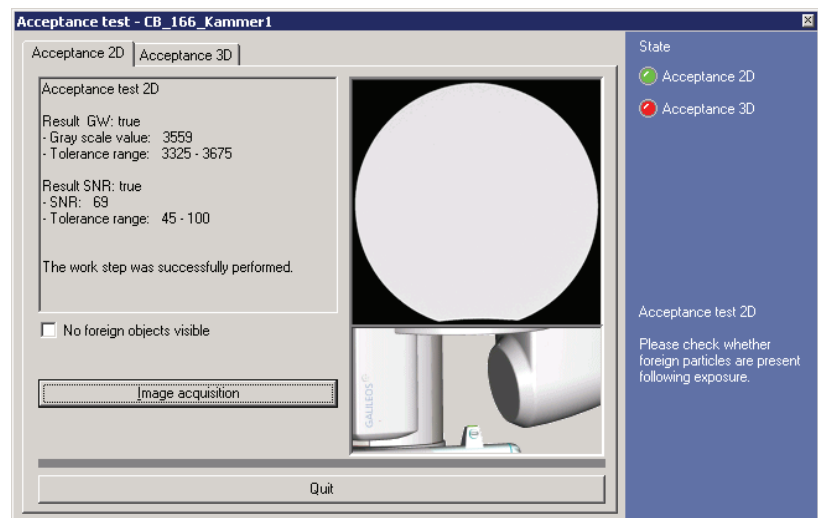 Acceptance test - CB_166_Kammer1
Acceptance 2D
Acceptance 3D
Acceptance test 2D
Result GW: true
- Gray scale value: 3559
- Tolerance range: 3325 - 3675
Result SNR: true
- SNR: 69
- Tolerance range: 45 - 100
The work step was successfully performed.
No foreign objects visible
Image acquisition
GALILEOS
Quit
State
Acceptance 2D
Acceptance 3D
Acceptance test 2D
Please check whether
foreign particles are present
following exposure.